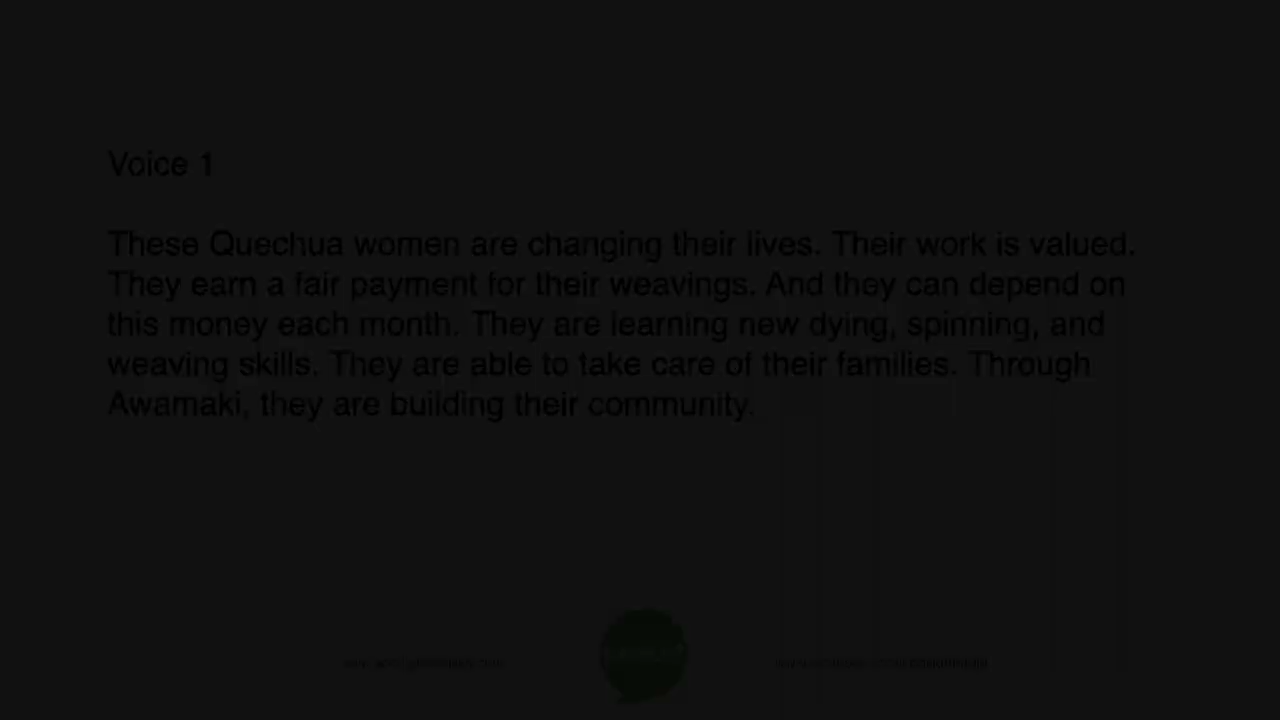 Voice 1
These Quechua women are changing their lives. Their work is valued.
They earn a fair payment for their weavings. And they can depend on
this money each month. They are learning new dying, spinning, and
weaving skills. They are able to take care of their families. Through
Awamaki, they are building their community.